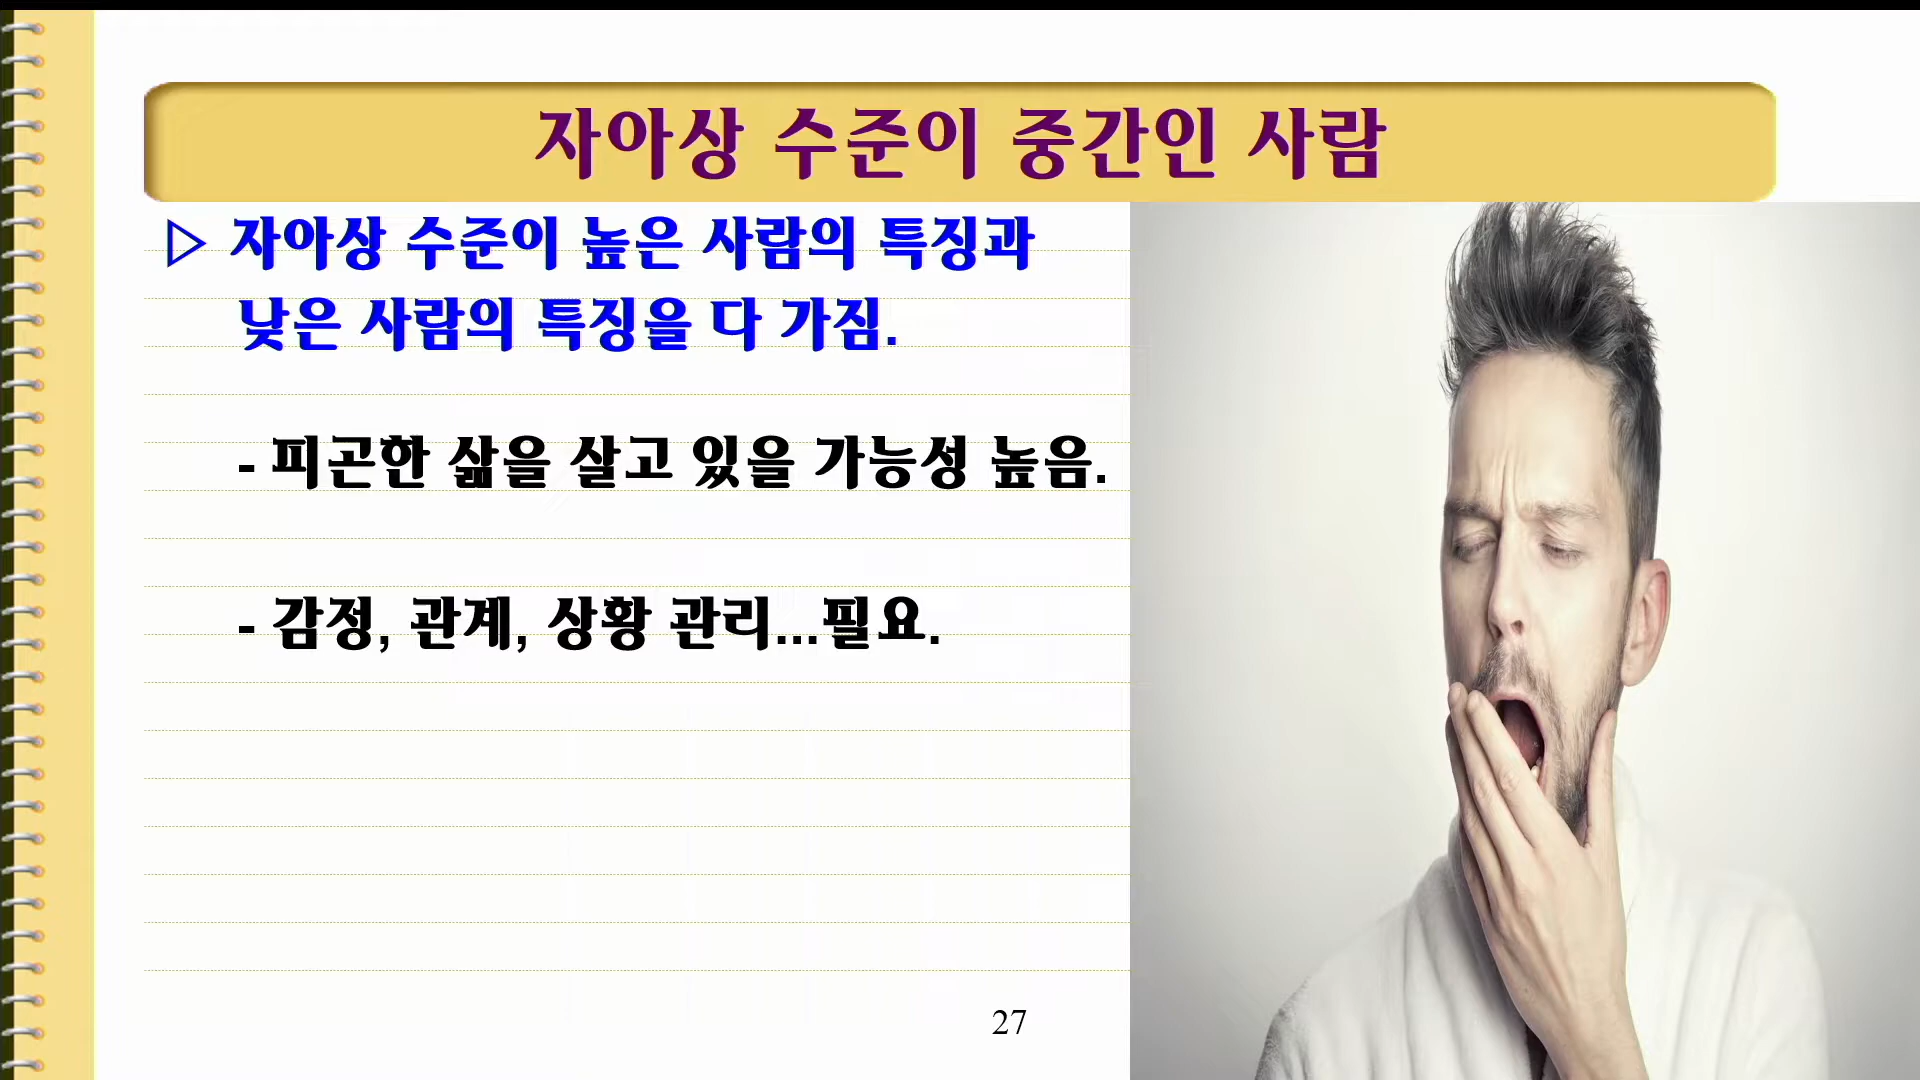 자아상 수준이 중간인 사람
▷ 자아상 수준이 높은 사람의 특징과
낮은 사람의 특징을 다 가짐.
- 피곤한 삶을 살고 있을 가능성 높음.
- 감정, 관계, 상황 관리...필요.
27